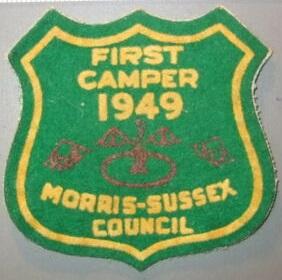 FIRST
CAMPER
1949
MORRIS-SUSSEX
COUNCIL